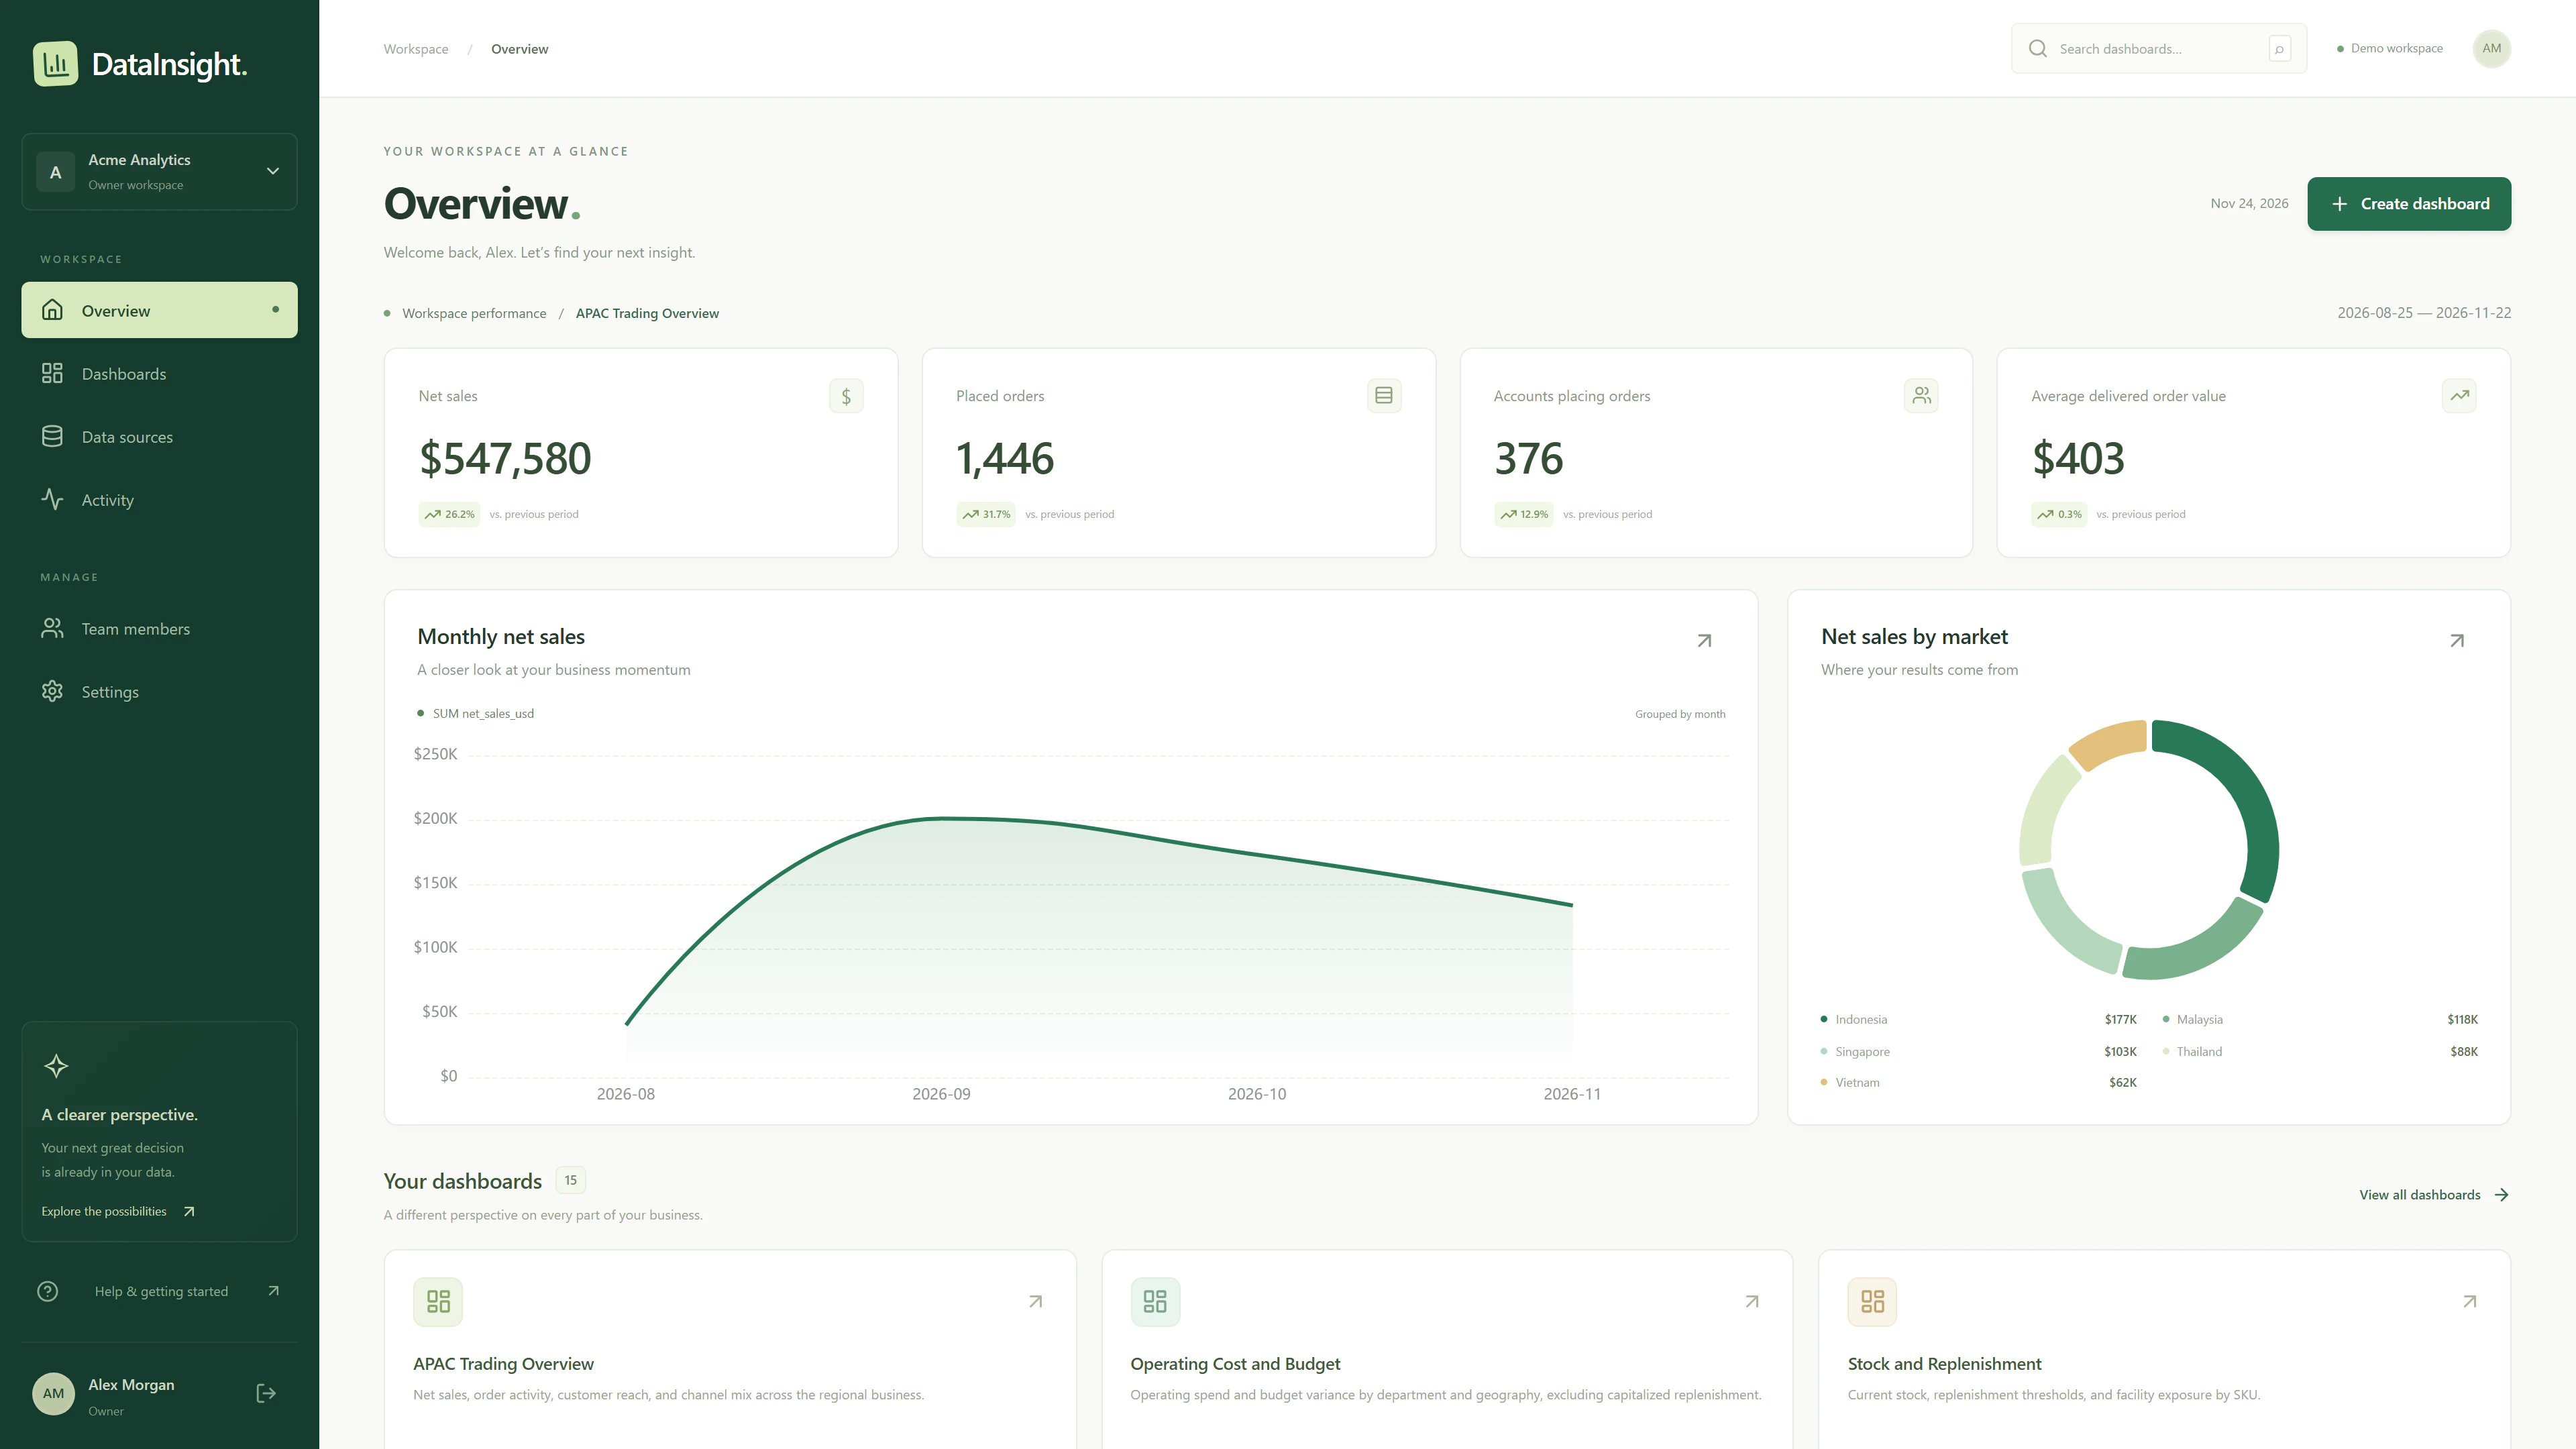 DataInsight.
A
Acme Analytics
Owner workspace
WORKSPACE
Overview
Dashboards
Data sources
Activity
MANAGE
Team members
Settings
A clearer perspective.
Your next great decision
is already in your data.
Explore the possibilities
Help & getting started
AM
Alex Morgan
Owner
Workspace / Overview
Search dashboards...
Demo workspace
AM
YOUR WORKSPACE AT A GLANCE
Overview.
Welcome back, Alex. Let's find your next insight.
Nov 24, 2026
Create dashboard
Workspace performance / APAC Trading Overview
2026-08-25 — 2026-11-22
Net sales
$
$547,580
26.2% vs. previous period
Placed orders
1,446
31.7% vs. previous period
Accounts placing orders
376
12.9% vs. previous period
Average delivered order value
$403
0.3% vs. previous period
Monthly net sales
A closer look at your business momentum
SUM net_sales_usd
Grouped by month
$250K
$200K
$150K
$100K
$50K
$0
2026-08 2026-09 2026-10 2026-11
Net sales by market
Where your results come from
Indonesia $177K Malaysia $118K
Singapore $103K Thailand $88K
Vietnam $62K
Your dashboards 15
A different perspective on every part of your business.
View all dashboards
APAC Trading Overview
Net sales, order activity, customer reach, and channel mix across the regional business.
Operating Cost and Budget
Operating spend and budget variance by department and geography, excluding capitalized replenishment.
Stock and Replenishment
Current stock, replenishment thresholds, and facility exposure by SKU.